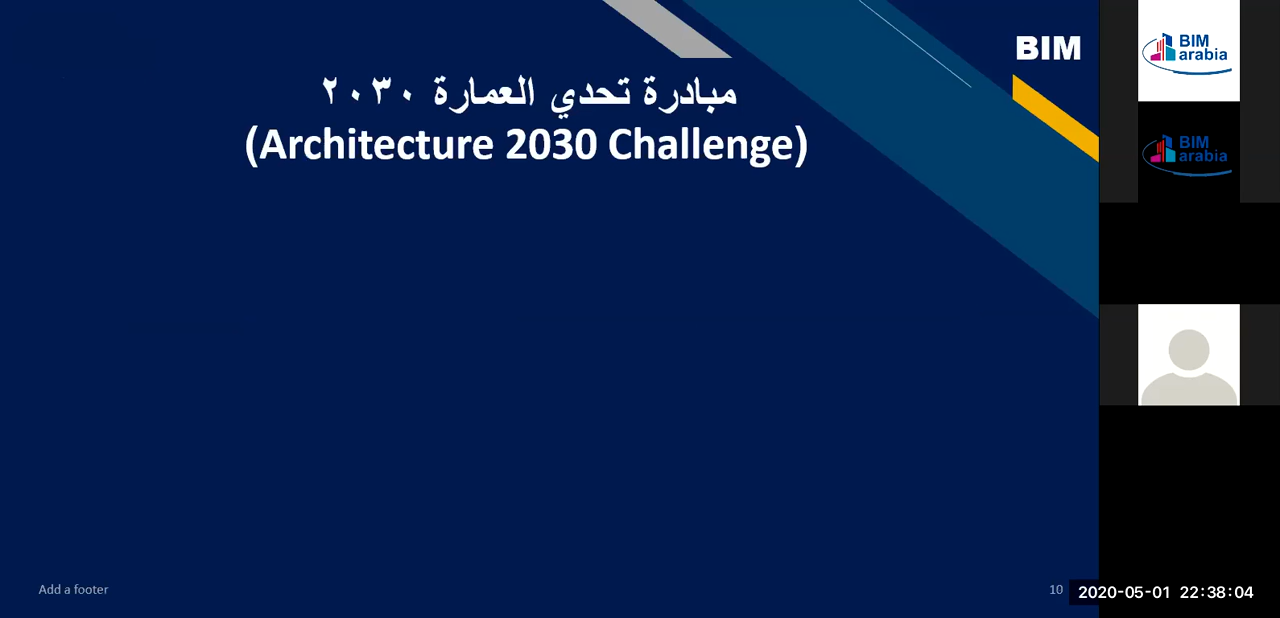 BIM
مبادرة تحدي العمارة ٢٠٣٠
(Architecture 2030 Challenge)
BIM
arabia
BIM
arabia
Add a footer
10
2020-05-01 22:38:04